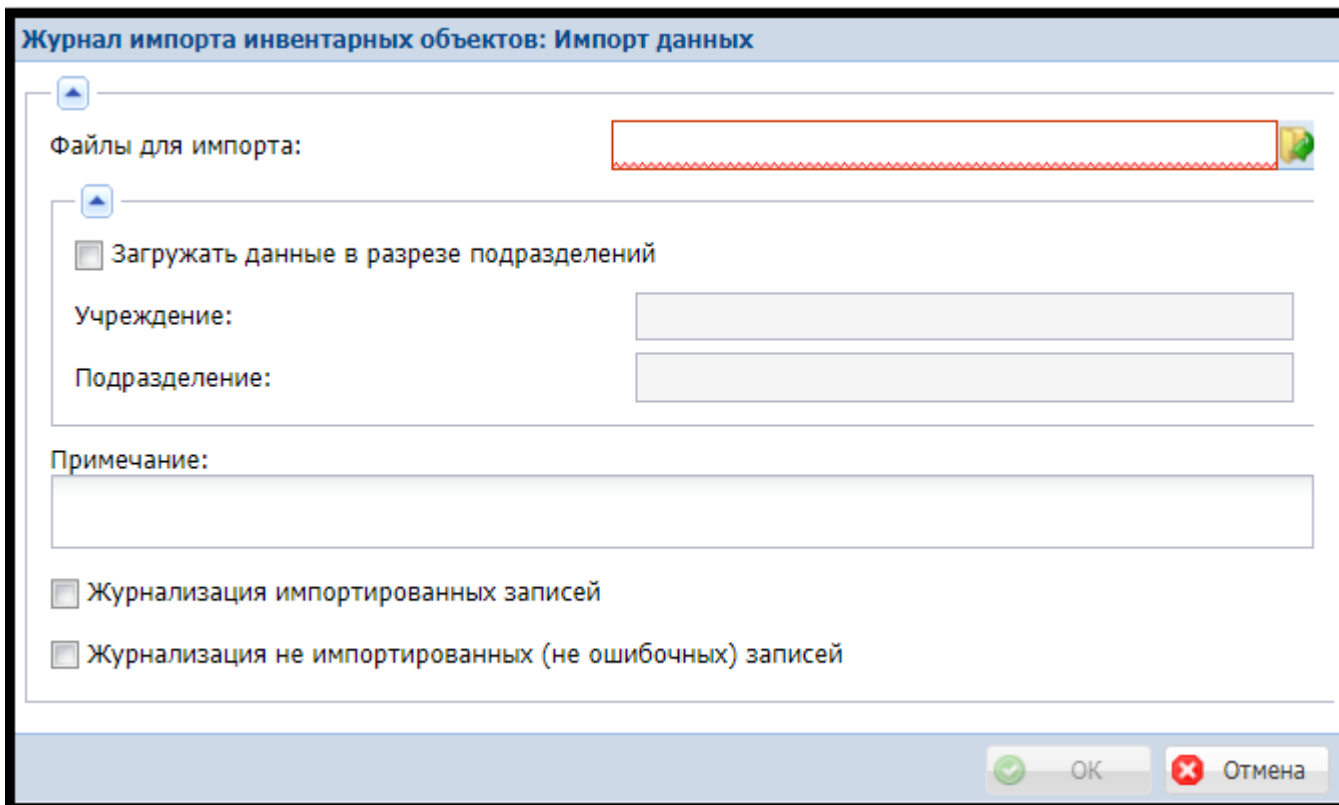 Журнал импорта инвентарных объектов: Импорт данных
Файлы для импорта:
Загружать данные в разрезе подразделений
Учреждение:
Подразделение:
Примечание:
Журнализация импортированных записей
Журнализация не импортированных (не ошибочных) записей
ОК Отмена